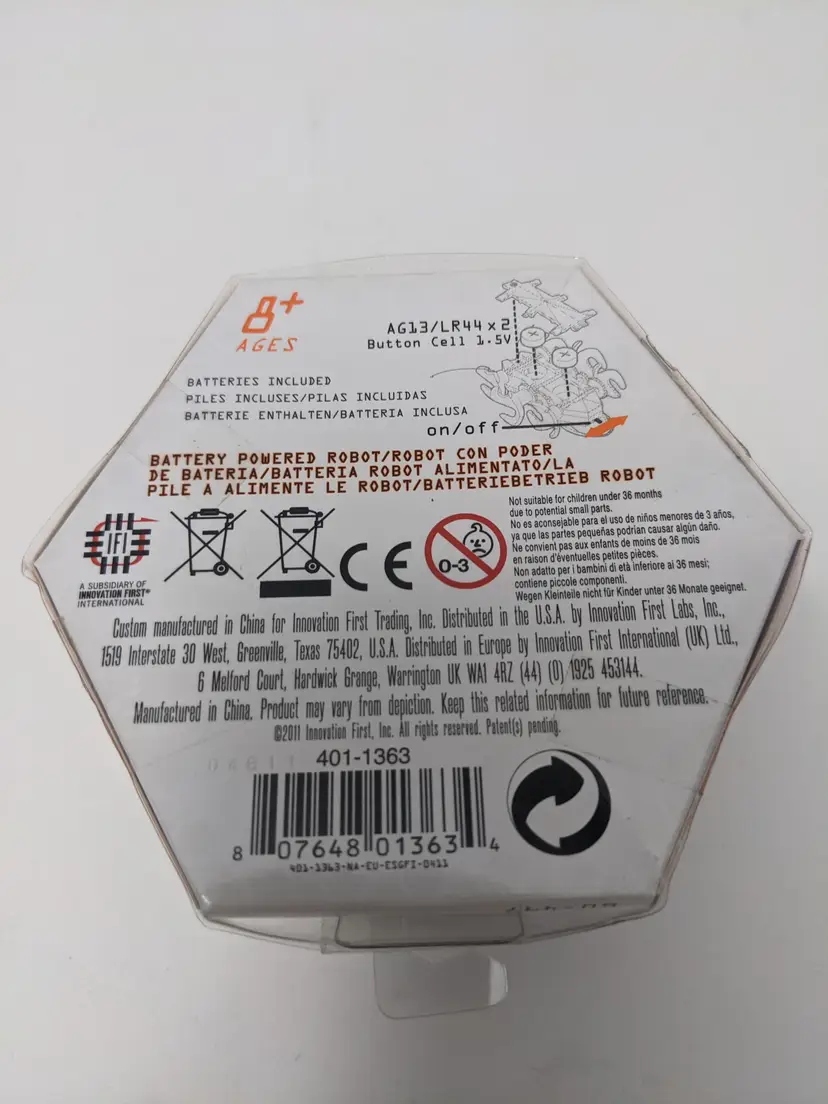 8+
AGES
AG13/LR44 x 2
Button Cell 1.5V
BATTERIES INCLUDED
PILES INCLUSES/PILAS INCLUIDAS
BATTERIE ENTHALTEN/BATTERIA INCLUSA
on/off
BATTERY POWERED ROBOT/ROBOT CON PODER
DE BATERIA/BATTERIA ROBOT ALIMENTATO/LA
PILE A ALIMENTE LE ROBOT/BATTERIEBETRIEB ROBOT
IFI
A SUBSIDIARY OF
INNOVATION FIRST®
INTERNATIONAL
CE
0-3
Not suitable for children under 36 months
due to potential small parts.
No es aconsejable para el uso de niños menores de 3 años,
ya que las partes pequeñas podrían causar algún daño.
Ne convient pas aux enfants de moins de 36 mois
en raison d'éventuelles petites pièces.
Non adatto per i bambini di età inferiore ai 36 mesi;
contiene piccole componenti.
Wegen Kleinteile nicht für Kinder unter 36 Monate geeignet.
Custom manufactured in China for Innovation First Trading, Inc. Distributed in the U.S.A. by Innovation First Labs, Inc.,
1519 Interstate 30 West, Greenville, Texas 75402, U.S.A. Distributed in Europe by Innovation First International (UK) Ltd.,
6 Melford Court, Hardwick Grange, Warrington UK WA1 4RZ (44) (0) 1925 453144.
Manufactured in China. Product may vary from depiction. Keep this related information for future reference.
©2011 Innovation First, Inc. All rights reserved. Patent(s) pending.
04611
401-1363
8 07648 01363 4
401-1363-NA-EU-ESGFI-0411